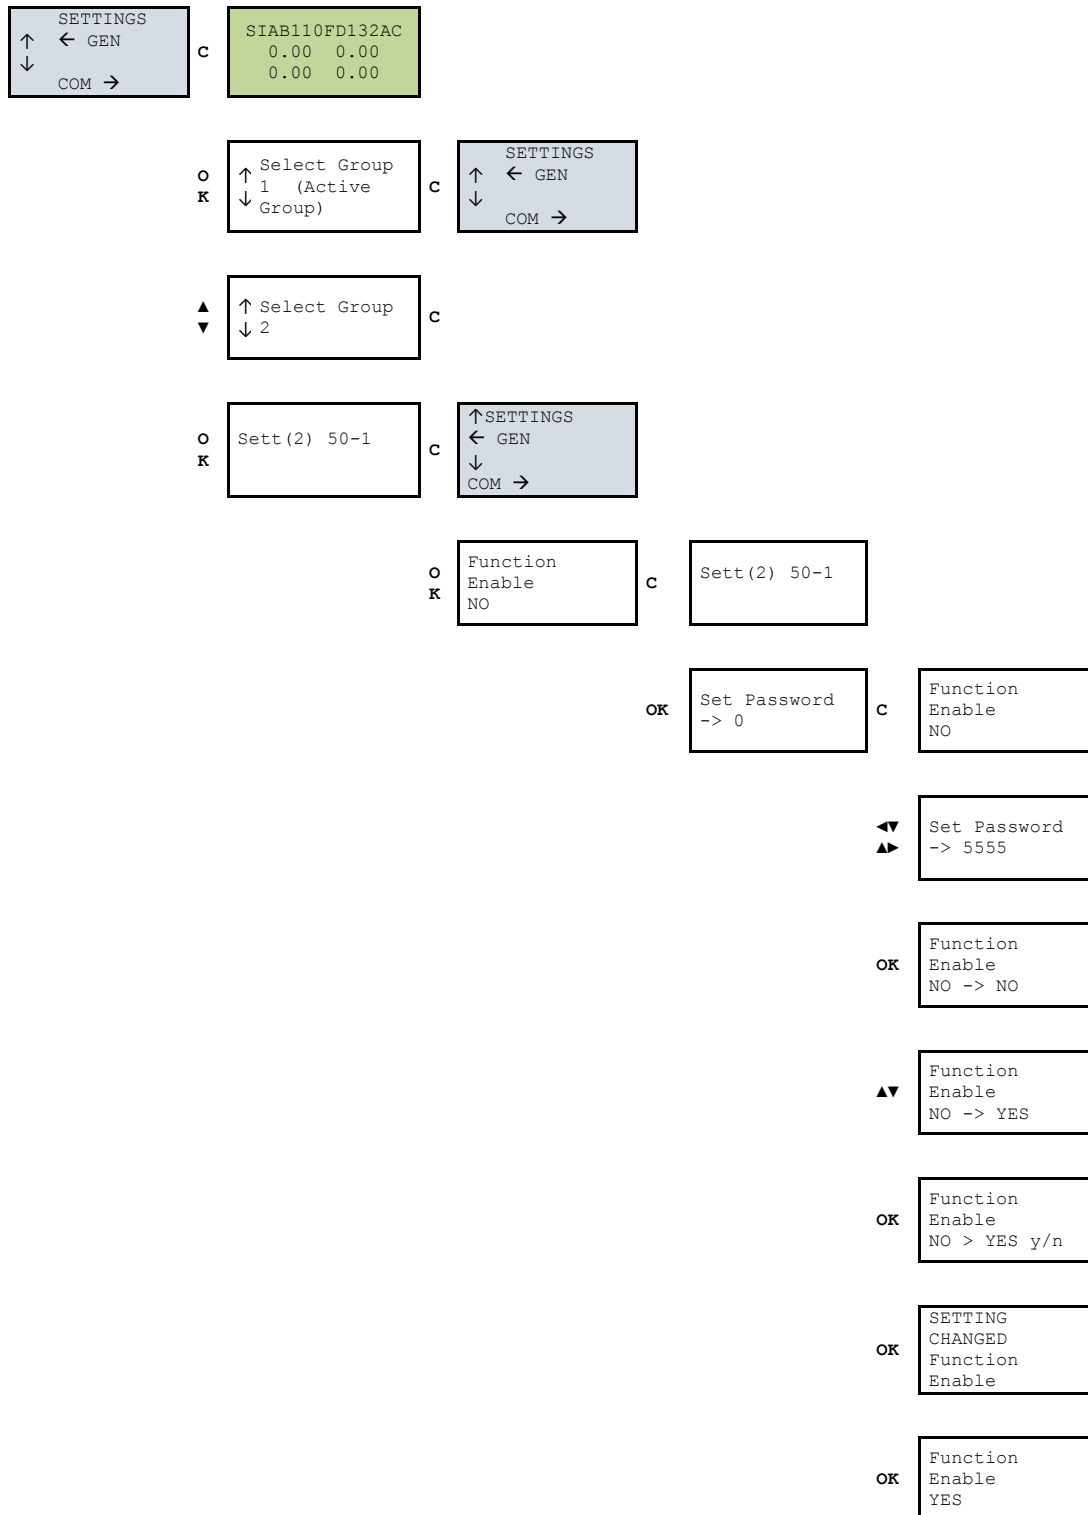 SETTINGS
↑ ← GEN
↓
COM →
C
SIAB110FD132AC
0.00 0.00
0.00 0.00
O
K
↑ Select Group
1 (Active
↓ Group)
C
SETTINGS
↑ ← GEN
↓
COM →
▲
▼
↑ Select Group
↓ 2
C
O
K
Sett(2) 50-1
C
↑SETTINGS
← GEN
↓
COM →
O
K
Function
Enable
NO
C
Sett(2) 50-1
OK
Set Password
-> 0
C
Function
Enable
NO
◄▼
▲►
Set Password
-> 5555
OK
Function
Enable
NO -> NO
▲▼
Function
Enable
NO -> YES
OK
Function
Enable
NO > YES y/n
OK
SETTING
CHANGED
Function
Enable
OK
Function
Enable
YES